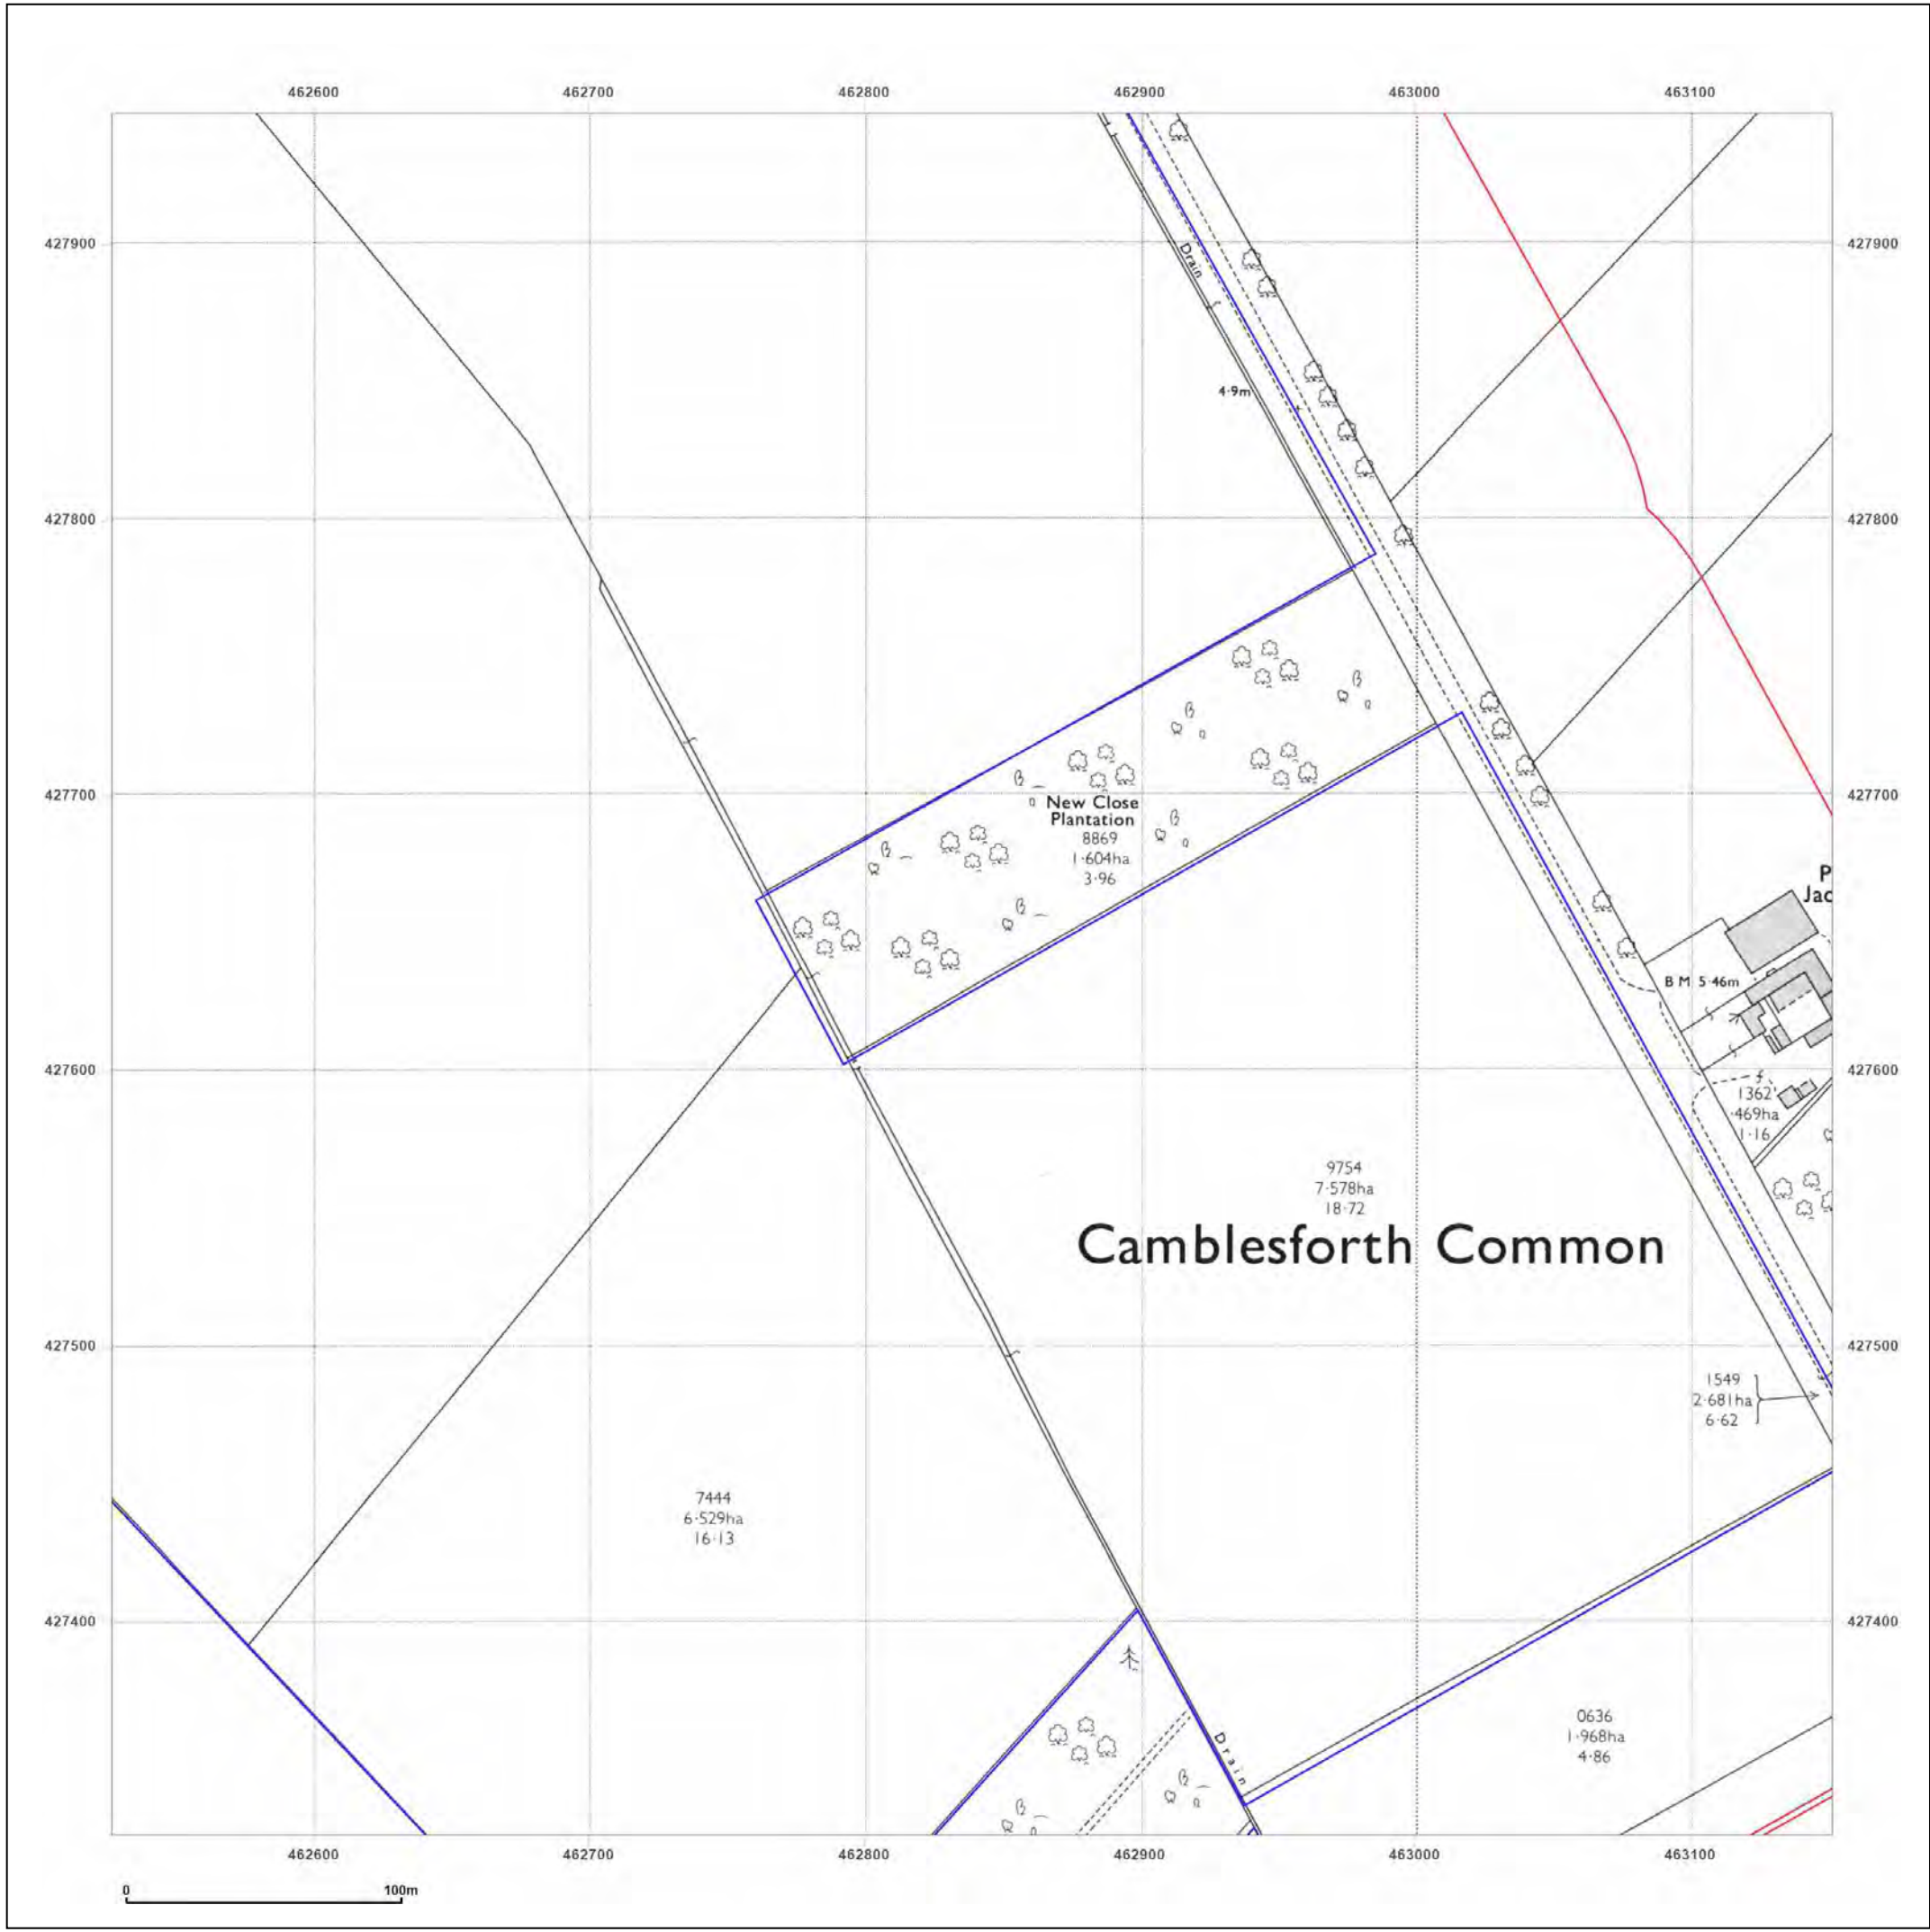 462600 462700 462800 462900 463000 463100
427900 427900
Drain
4·9m
427800 427800
427700 427700
New Close
Plantation
8869
1·604ha
3·96
P
Jac
B M 5·46m
427600 427600
1362
·469ha
1·16
9754
7·578ha
18·72
Camblesforth Common
427500 427500
1549
2·681ha
6·62
7444
6·529ha
16·13
427400 427400
Drain
0636
1·968ha
4·86
462600 462700 462800 462900 463000 463100
0 100m